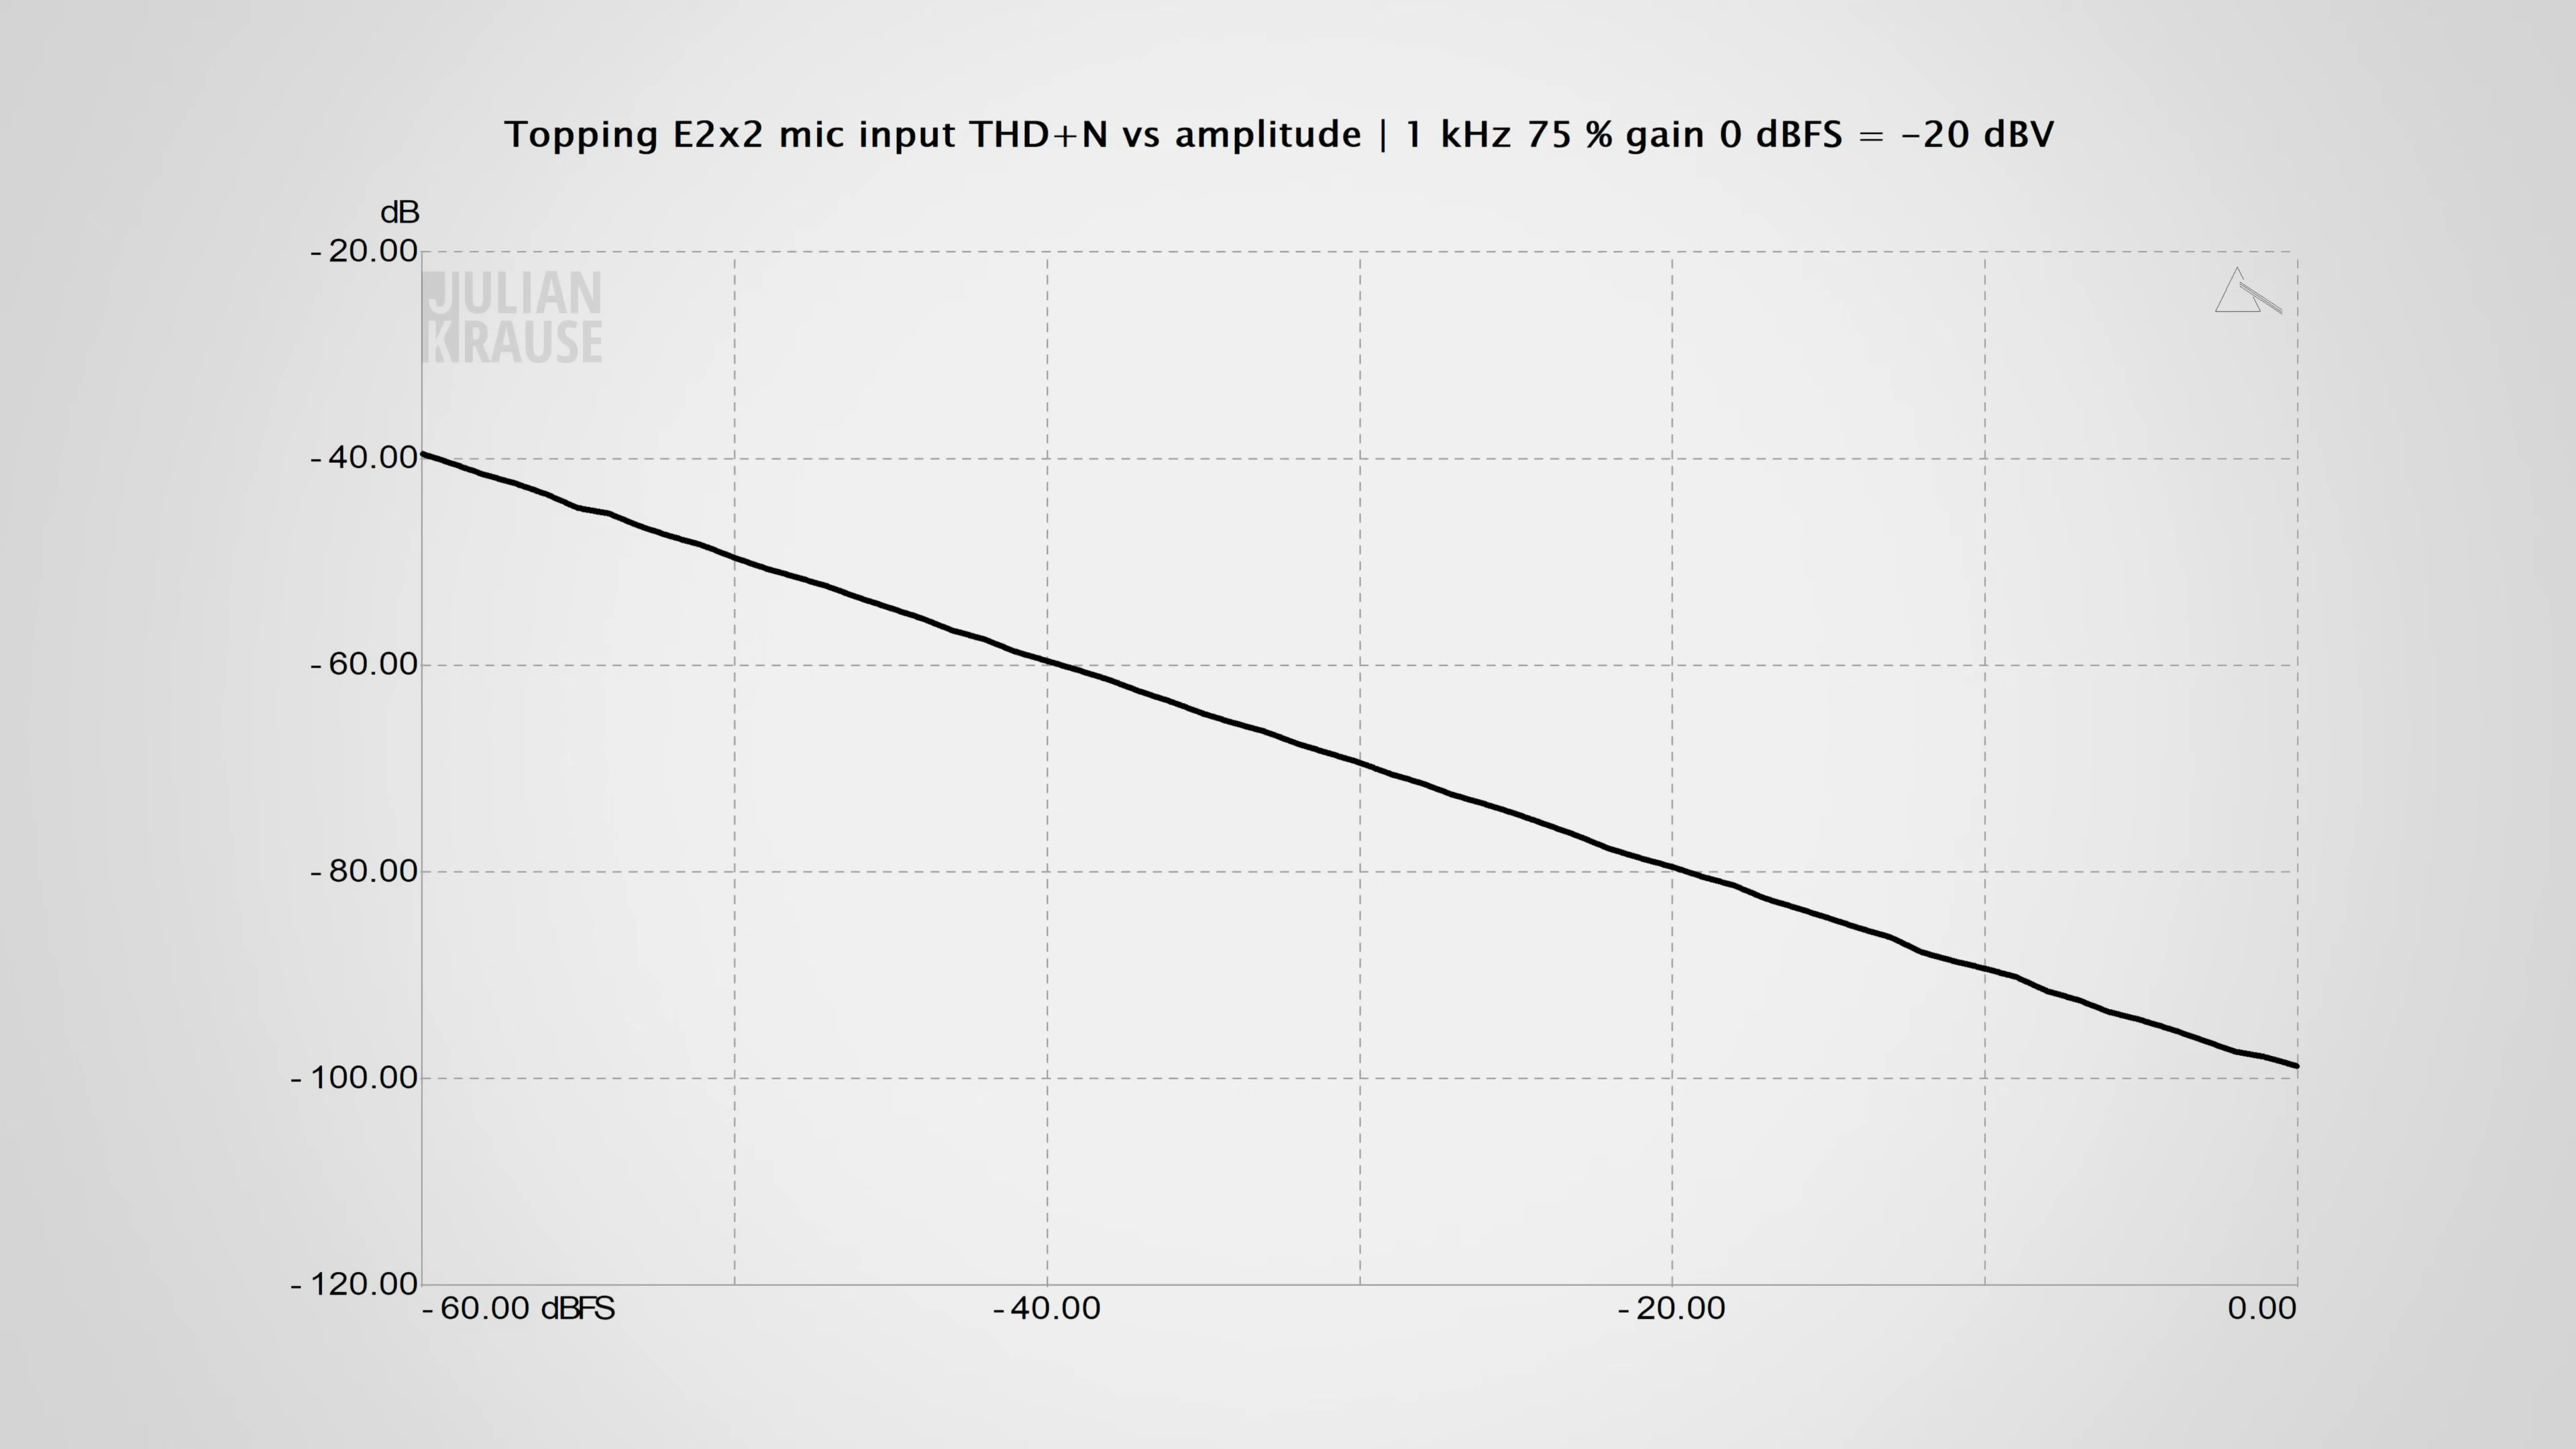 Topping E2x2 mic input THD+N vs amplitude | 1 kHz 75 % gain 0 dBFS = -20 dBV
dB
-20.00
JULIAN
KRAUSE
-40.00
-60.00
-80.00
-100.00
-120.00
-60.00 dBFS -40.00 -20.00 0.00